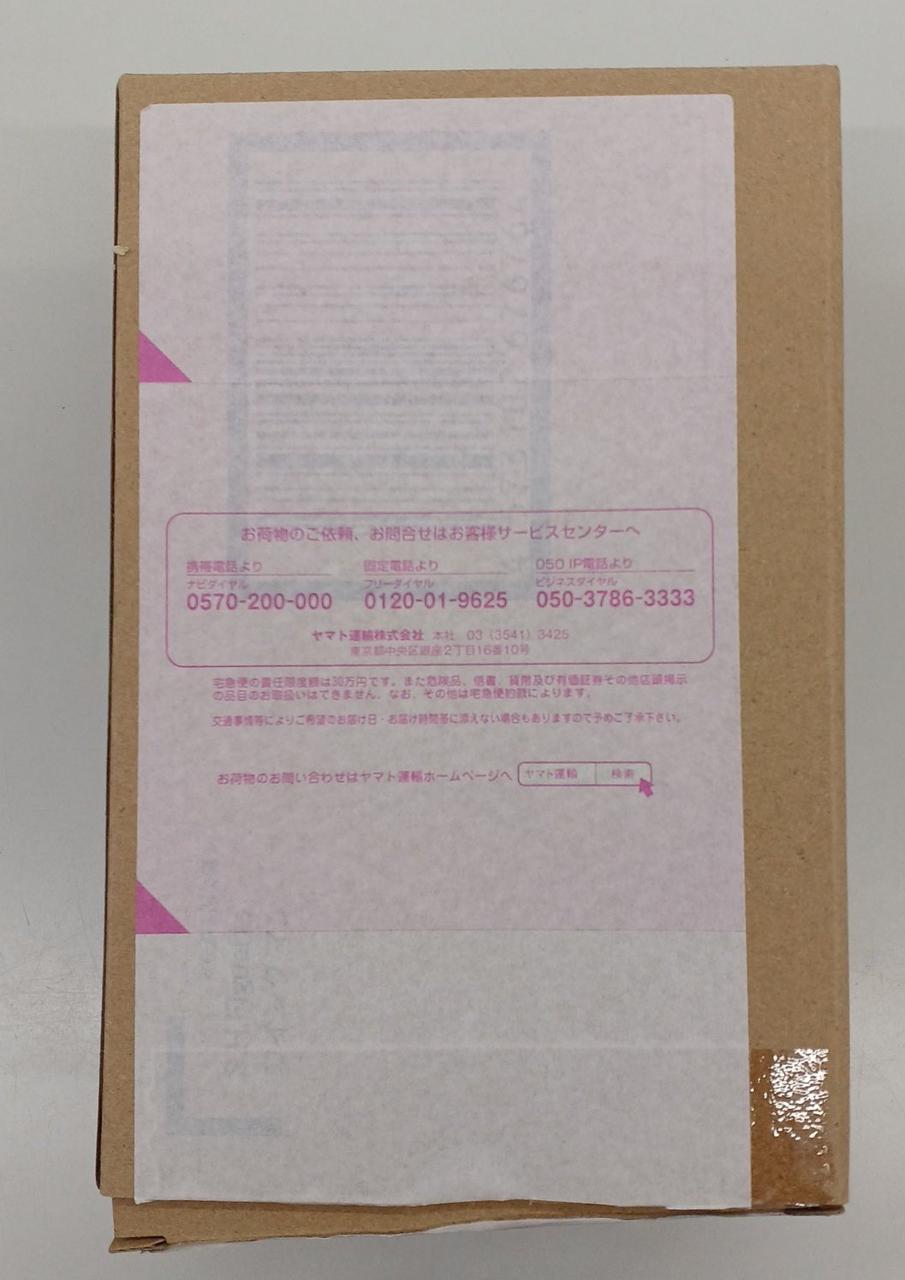 お荷物のご依頼、お問合せはお客様サービスセンターへ
携帯電話より 固定電話より 050 IP電話より
ナビダイヤル フリーダイヤル ビジネスダイヤル
0570-200-000 0120-01-9625 050-3786-3333
ヤマト運輸株式会社 本社 03（3541）3425
東京都中央区銀座2丁目16番10号
宅急便の責任限度額は30万円です。また危険品、信書、貨幣及び有価証券その他店頭掲示
の品目のお取扱いはできません。なお、その他は宅急便約款によります。
交通事情等によりご希望のお届け日・お届け時間帯に添えない場合もありますので予めご了承下さい。
お荷物のお問い合わせはヤマト運輸ホームページへ ヤマト運輸 検索